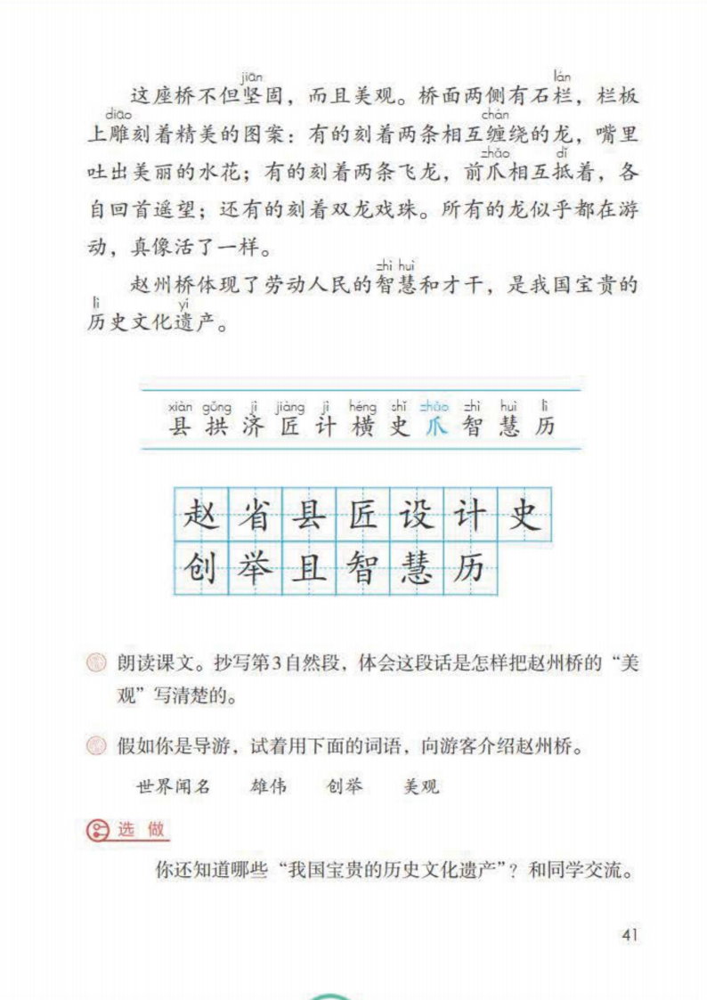 jiān lán
这座桥不但坚固，而且美观。桥面两侧有石栏，栏板
diāo chán
上雕刻着精美的图案：有的刻着两条相互缠绕的龙，嘴里
zhǎo dǐ
吐出美丽的水花；有的刻着两条飞龙，前爪相互抵着，各
自回首遥望；还有的刻着双龙戏珠。所有的龙似乎都在游
动，真像活了一样。
zhì huì
赵州桥体现了劳动人民的智慧和才干，是我国宝贵的
lì yí
历史文化遗产。
xiàn gǒng jì jiàng jì héng shǐ zhǎo zhì huì lì
县 拱 济 匠 计 横 史 爪 智 慧 历
赵 省 县 匠 设 计 史
创 举 且 智 慧 历
朗读课文。抄写第3自然段，体会这段话是怎样把赵州桥的“美
观”写清楚的。
假如你是导游，试着用下面的词语，向游客介绍赵州桥。
世界闻名 雄伟 创举 美观
选 做
你还知道哪些“我国宝贵的历史文化遗产”？和同学交流。
41